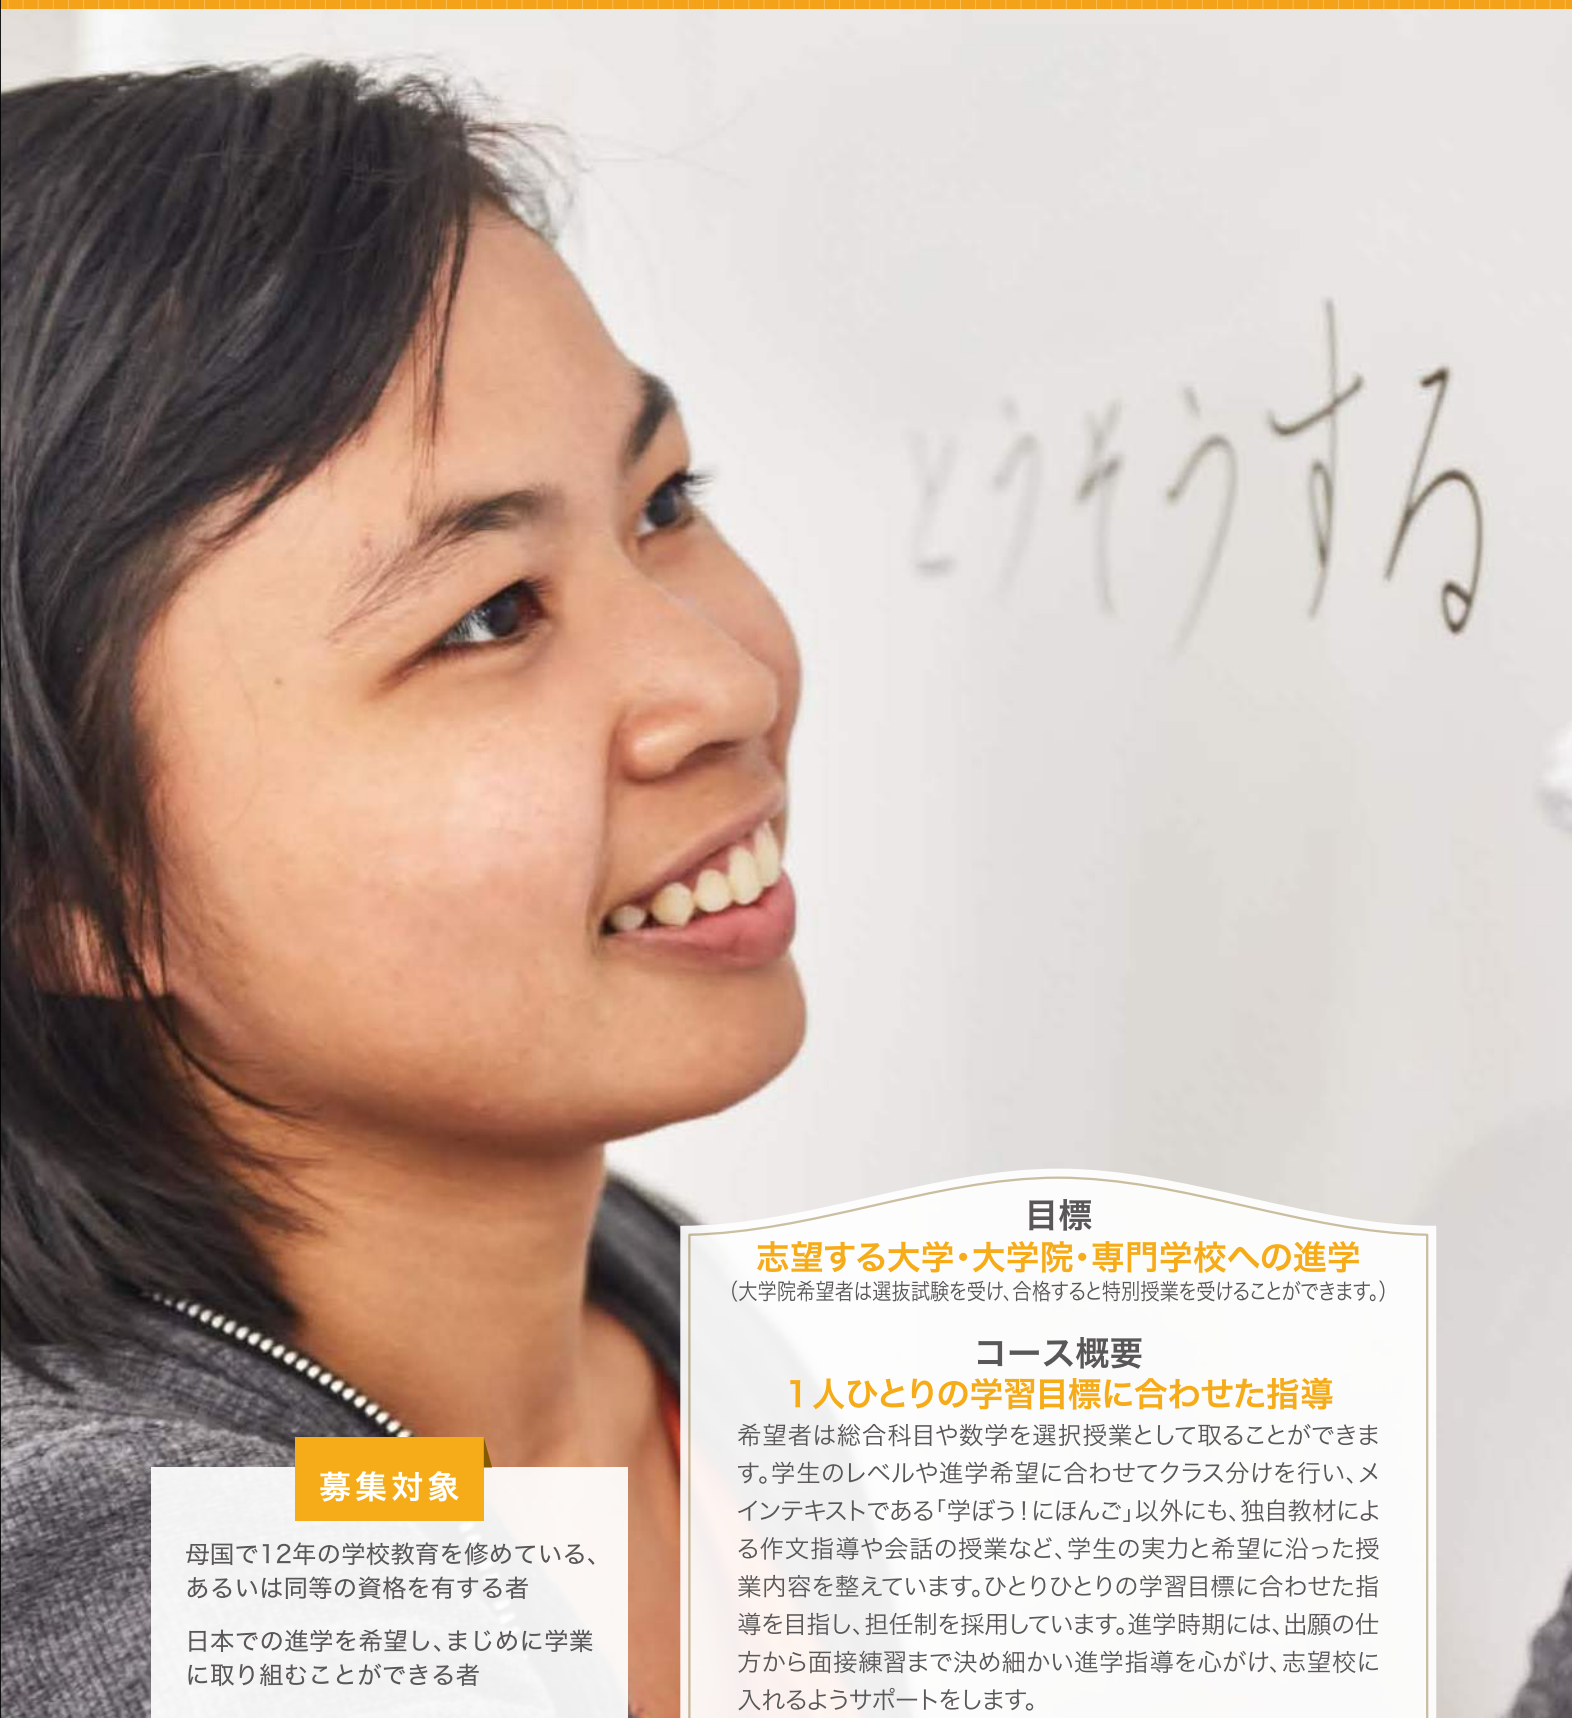 どうそうする
目標
志望する大学・大学院・専門学校への進学
（大学院希望者は選抜試験を受け、合格すると特別授業を受けることができます。）
コース概要
1人ひとりの学習目標に合わせた指導
希望者は総合科目や数学を選択授業として取ることができま
す。学生のレベルや進学希望に合わせてクラス分けを行い、メ
インテキストである「学ぼう！にほんご」以外にも、独自教材によ
る作文指導や会話の授業など、学生の実力と希望に沿った授
業内容を整えています。ひとりひとりの学習目標に合わせた指
導を目指し、担任制を採用しています。進学時期には、出願の仕
方から面接練習まで決め細かい進学指導を心がけ、志望校に
入れるようサポートをします。
募集対象
母国で12年の学校教育を修めている、
あるいは同等の資格を有する者
日本での進学を希望し、まじめに学業
に取り組むことができる者